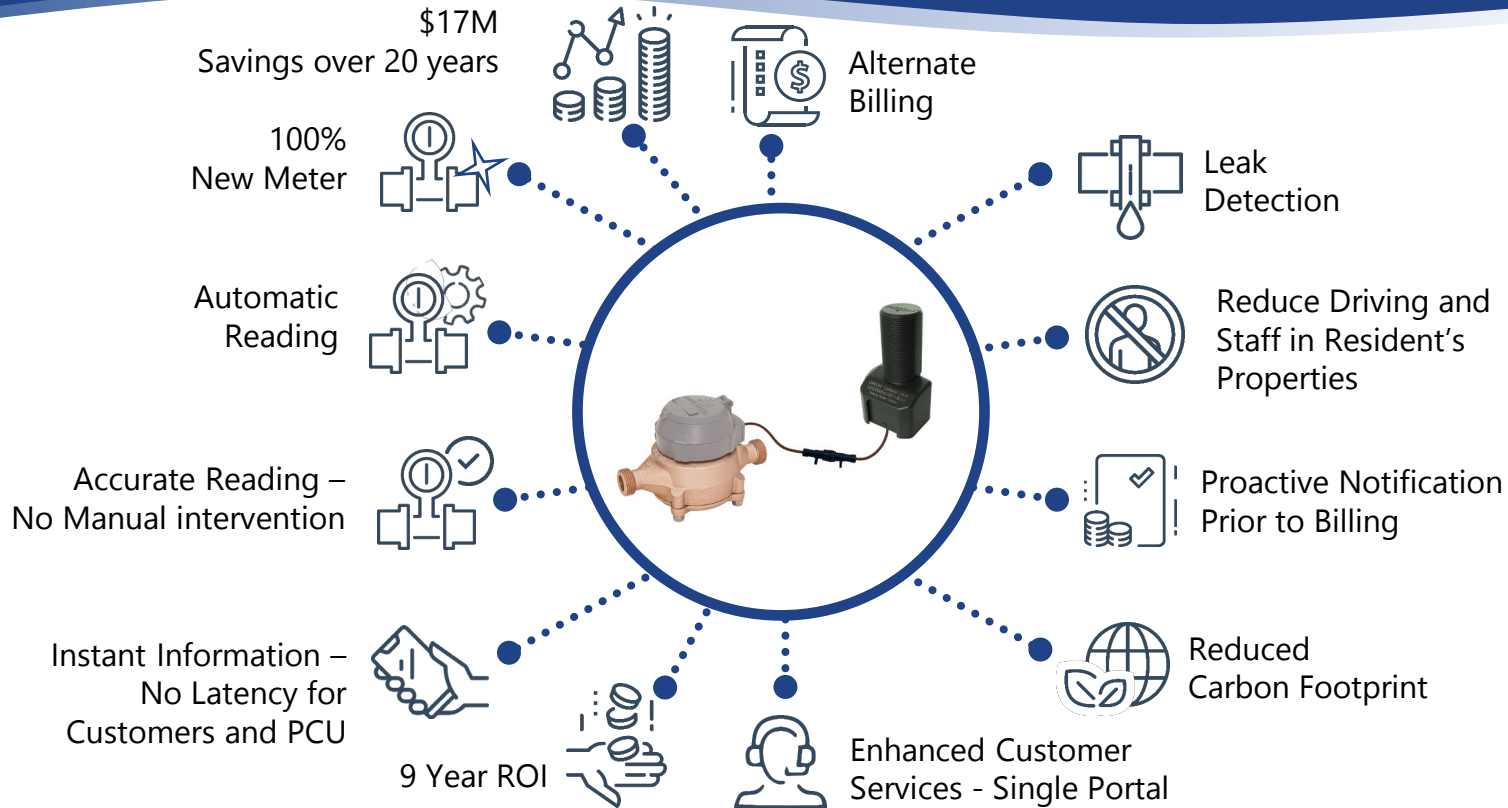 $17M
Savings over 20 years
Alternate
Billing
100%
New Meter
Leak
Detection
Automatic
Reading
Reduce Driving and
Staff in Resident's
Properties
Accurate Reading –
No Manual intervention
Proactive Notification
Prior to Billing
Instant Information –
No Latency for
Customers and PCU
Reduced
Carbon Footprint
9 Year ROI
Enhanced Customer
Services - Single Portal